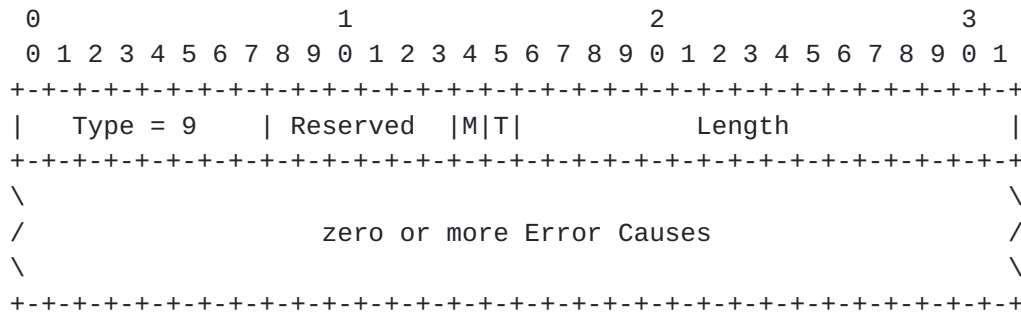 0                   1                   2                   3
 0 1 2 3 4 5 6 7 8 9 0 1 2 3 4 5 6 7 8 9 0 1 2 3 4 5 6 7 8 9 0 1
+-+-+-+-+-+-+-+-+-+-+-+-+-+-+-+-+-+-+-+-+-+-+-+-+-+-+-+-+-+-+-+-+
|   Type = 9    | Reserved  |M|T|           Length              |
+-+-+-+-+-+-+-+-+-+-+-+-+-+-+-+-+-+-+-+-+-+-+-+-+-+-+-+-+-+-+-+-+
\                                                               \
/                   zero or more Error Causes                   /
\                                                               \
+-+-+-+-+-+-+-+-+-+-+-+-+-+-+-+-+-+-+-+-+-+-+-+-+-+-+-+-+-+-+-+-+